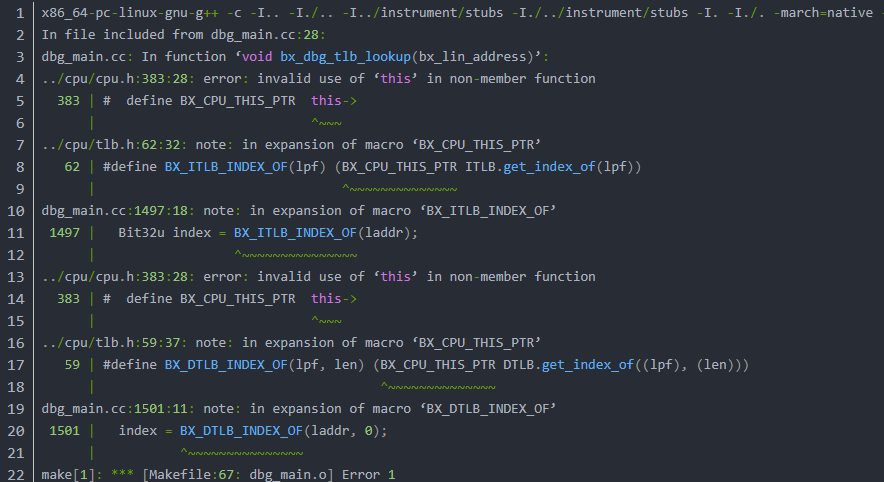 1 x86_64-pc-linux-gnu-g++ -c -I.. -I./.. -I../instrument/stubs -I./../instrument/stubs -I. -I./. -march=native -
2 In file included from dbg_main.cc:28:
3 dbg_main.cc: In function ‘void bx_dbg_tlb_lookup(bx_lin_address)’:
4 ../cpu/cpu.h:383:28: error: invalid use of ‘this’ in non-member function
5   383 | #  define BX_CPU_THIS_PTR  this->
6       |                            ^~~~
7 ../cpu/tlb.h:62:32: note: in expansion of macro ‘BX_CPU_THIS_PTR’
8    62 | #define BX_ITLB_INDEX_OF(lpf) (BX_CPU_THIS_PTR ITLB.get_index_of(lpf))
9       |                                ^~~~~~~~~~~~~~~
10 dbg_main.cc:1497:18: note: in expansion of macro ‘BX_ITLB_INDEX_OF’
11  1497 |   Bit32u index = BX_ITLB_INDEX_OF(laddr);
12       |                  ^~~~~~~~~~~~~~~~
13 ../cpu/cpu.h:383:28: error: invalid use of ‘this’ in non-member function
14   383 | #  define BX_CPU_THIS_PTR  this->
15       |                            ^~~~
16 ../cpu/tlb.h:59:37: note: in expansion of macro ‘BX_CPU_THIS_PTR’
17    59 | #define BX_DTLB_INDEX_OF(lpf, len) (BX_CPU_THIS_PTR DTLB.get_index_of((lpf), (len)))
18       |                                     ^~~~~~~~~~~~~~~
19 dbg_main.cc:1501:11: note: in expansion of macro ‘BX_DTLB_INDEX_OF’
20  1501 |   index = BX_DTLB_INDEX_OF(laddr, 0);
21       |           ^~~~~~~~~~~~~~~~
22 make[1]: *** [Makefile:67: dbg_main.o] Error 1